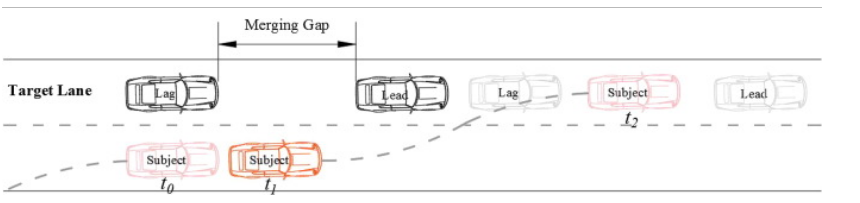 Merging Gap
Target Lane
Lag
Lead
Lag
Subject
Lead
t2
Subject
Subject
t0
t1